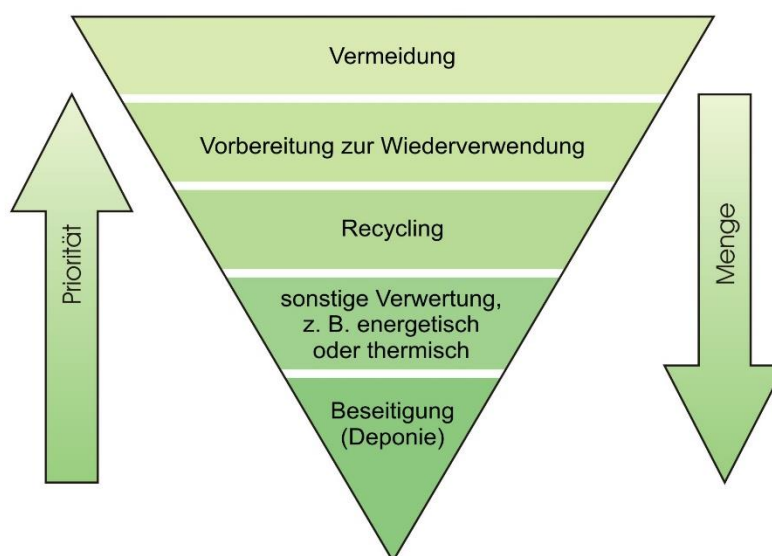 Vermeidung
Vorbereitung zur Wiederverwendung
Recycling
sonstige Verwertung,
z. B. energetisch
oder thermisch
Beseitigung
(Deponie)
Priorität
Menge